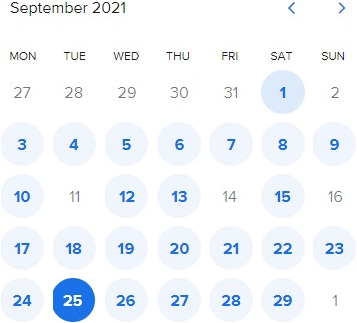 September 2021
MON TUE WED THU FRI SAT SUN
27 28 29 30 31 1 2
3 4 5 6 7 8 9
10 11 12 13 14 15 16
17 18 19 20 21 22 23
24 25 26 27 28 29 1